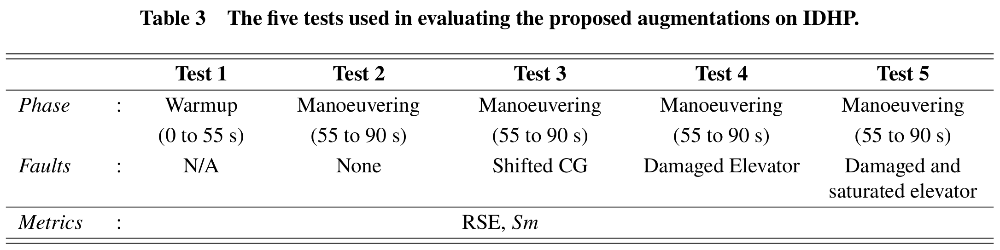 Table 3 The five tests used in evaluating the proposed augmentations on IDHP.
Test 1 Test 2 Test 3 Test 4 Test 5
Phase : Warmup Manoeuvering Manoeuvering Manoeuvering Manoeuvering
(0 to 55 s) (55 to 90 s) (55 to 90 s) (55 to 90 s) (55 to 90 s)
Faults : N/A None Shifted CG Damaged Elevator Damaged and
saturated elevator
Metrics : RSE, Sm